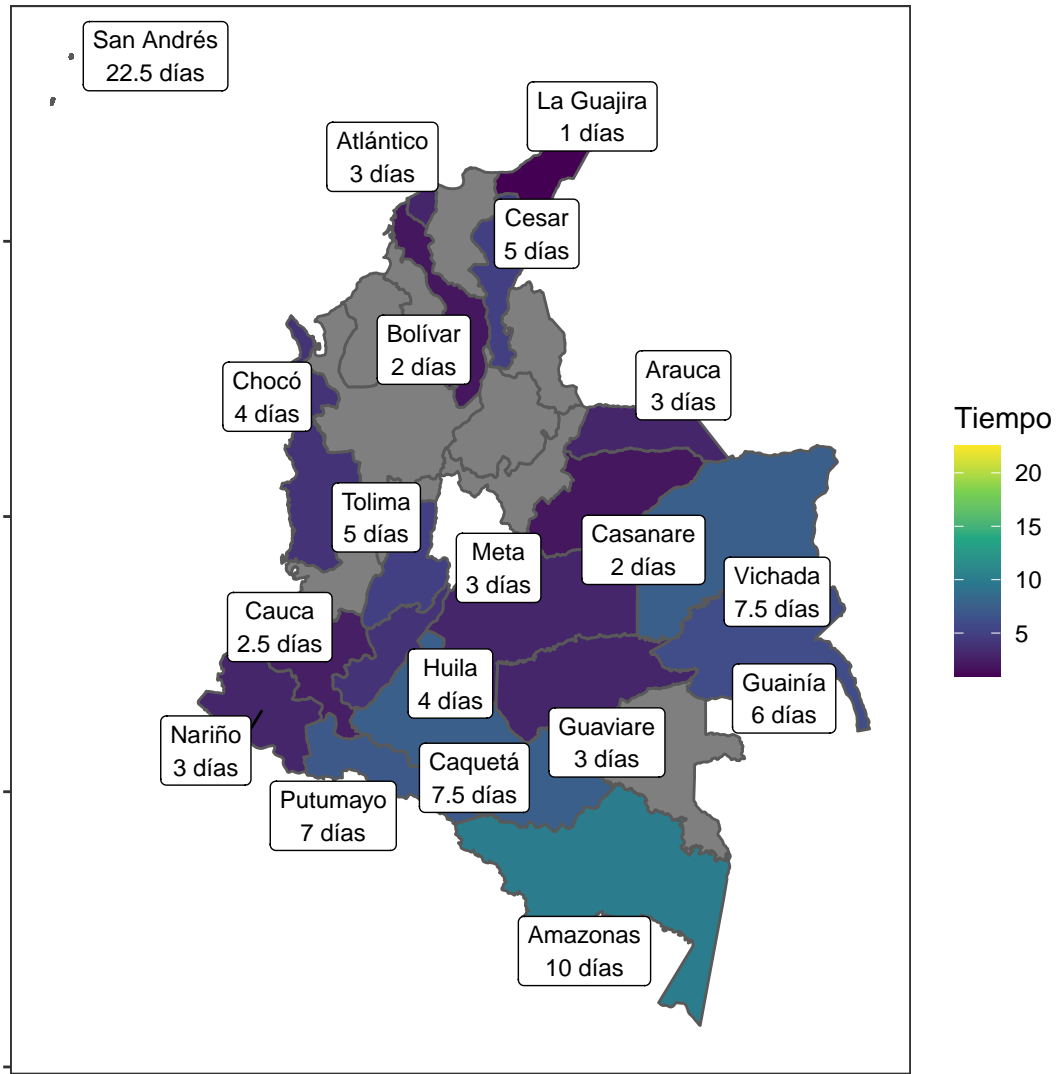 San Andrés
22.5 días
La Guajira
1 días
Atlántico
3 días
Cesar
5 días
Bolívar
2 días
Chocó
4 días
Arauca
3 días
Tiempo
20
15
10
5
Tolima
5 días
Casanare
2 días
Meta
3 días
Vichada
7.5 días
Cauca
2.5 días
Huila
4 días
Guainía
6 días
Nariño
3 días
Guaviare
3 días
Caquetá
7.5 días
Putumayo
7 días
Amazonas
10 días